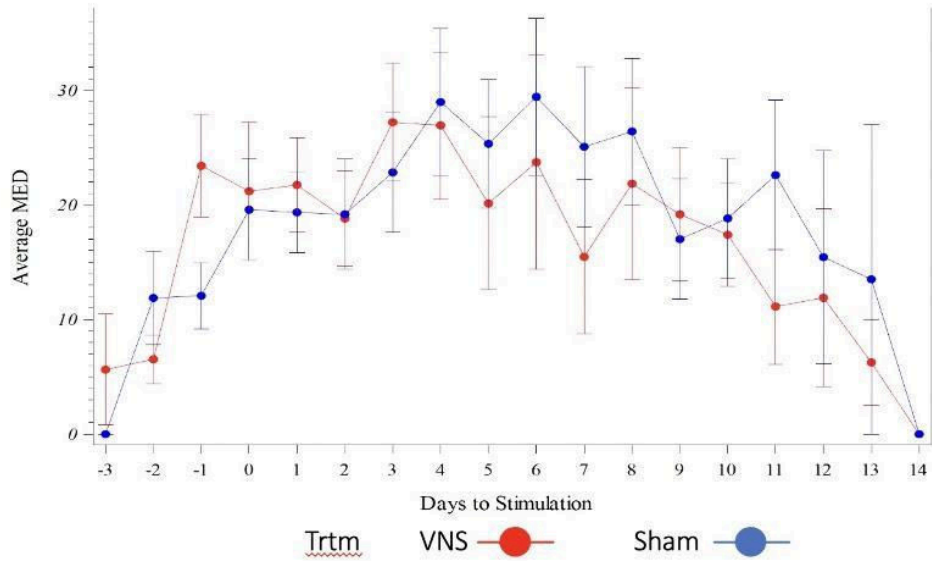 30
20
10
0
Average MED
-3 -2 -1 0 1 2 3 4 5 6 7 8 9 10 11 12 13 14
Days to Stimulation
Trtm VNS Sham